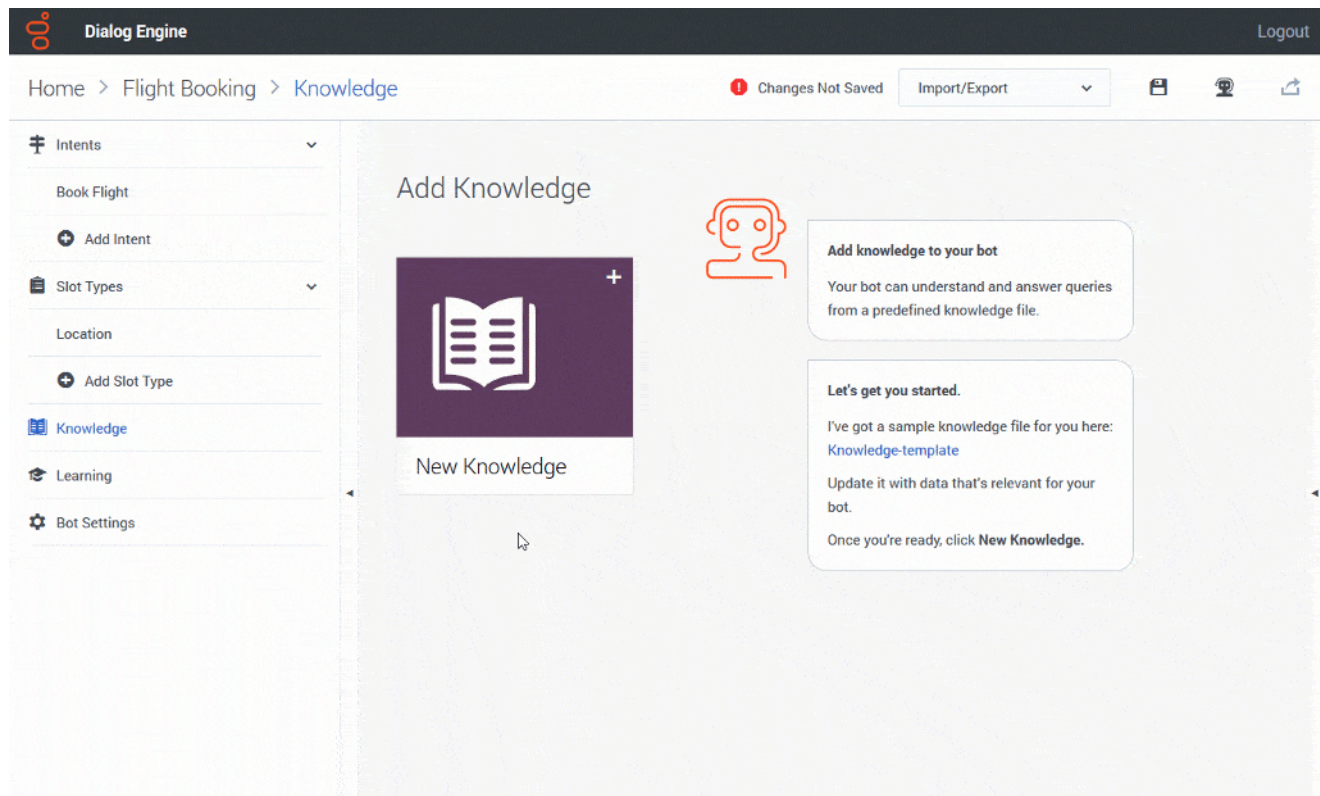 Dialog Engine
Logout
Home > Flight Booking > Knowledge
Changes Not Saved
Import/Export
Intents
Book Flight
Add Intent
Slot Types
Location
Add Slot Type
Knowledge
Learning
Bot Settings
Add Knowledge
New Knowledge
Add knowledge to your bot
Your bot can understand and answer queries
from a predefined knowledge file.
Let's get you started.
I've got a sample knowledge file for you here:
Knowledge-template
Update it with data that's relevant for your
bot.
Once you're ready, click New Knowledge.